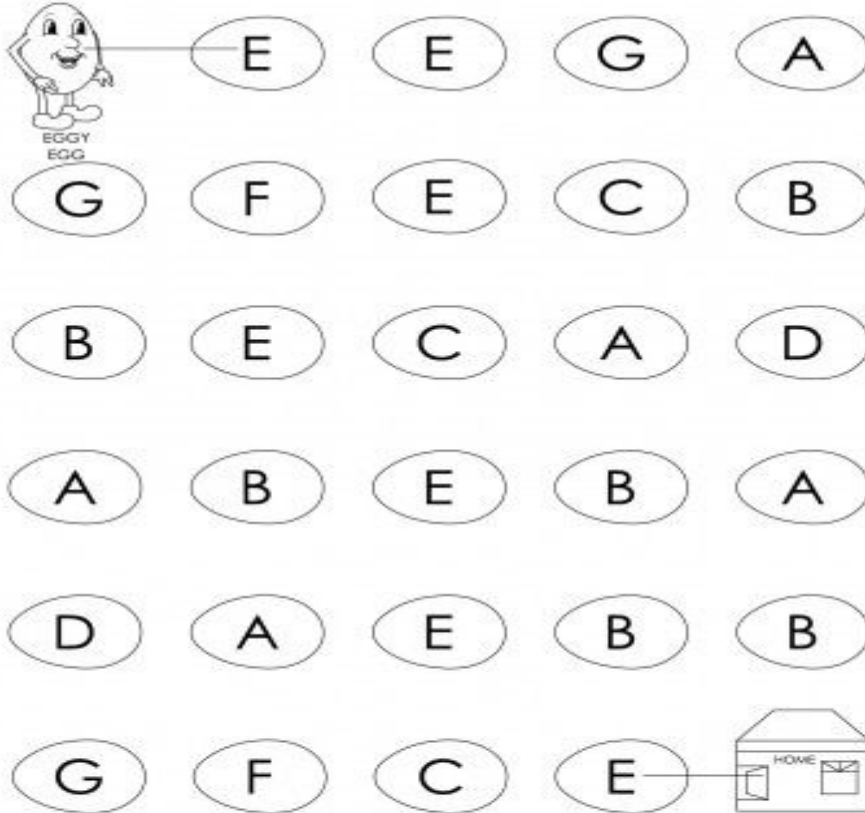 E E G A
EGGY
EGG
G F E C B
B E C A D
A B E B A
D A E B B
HOME
G F C E